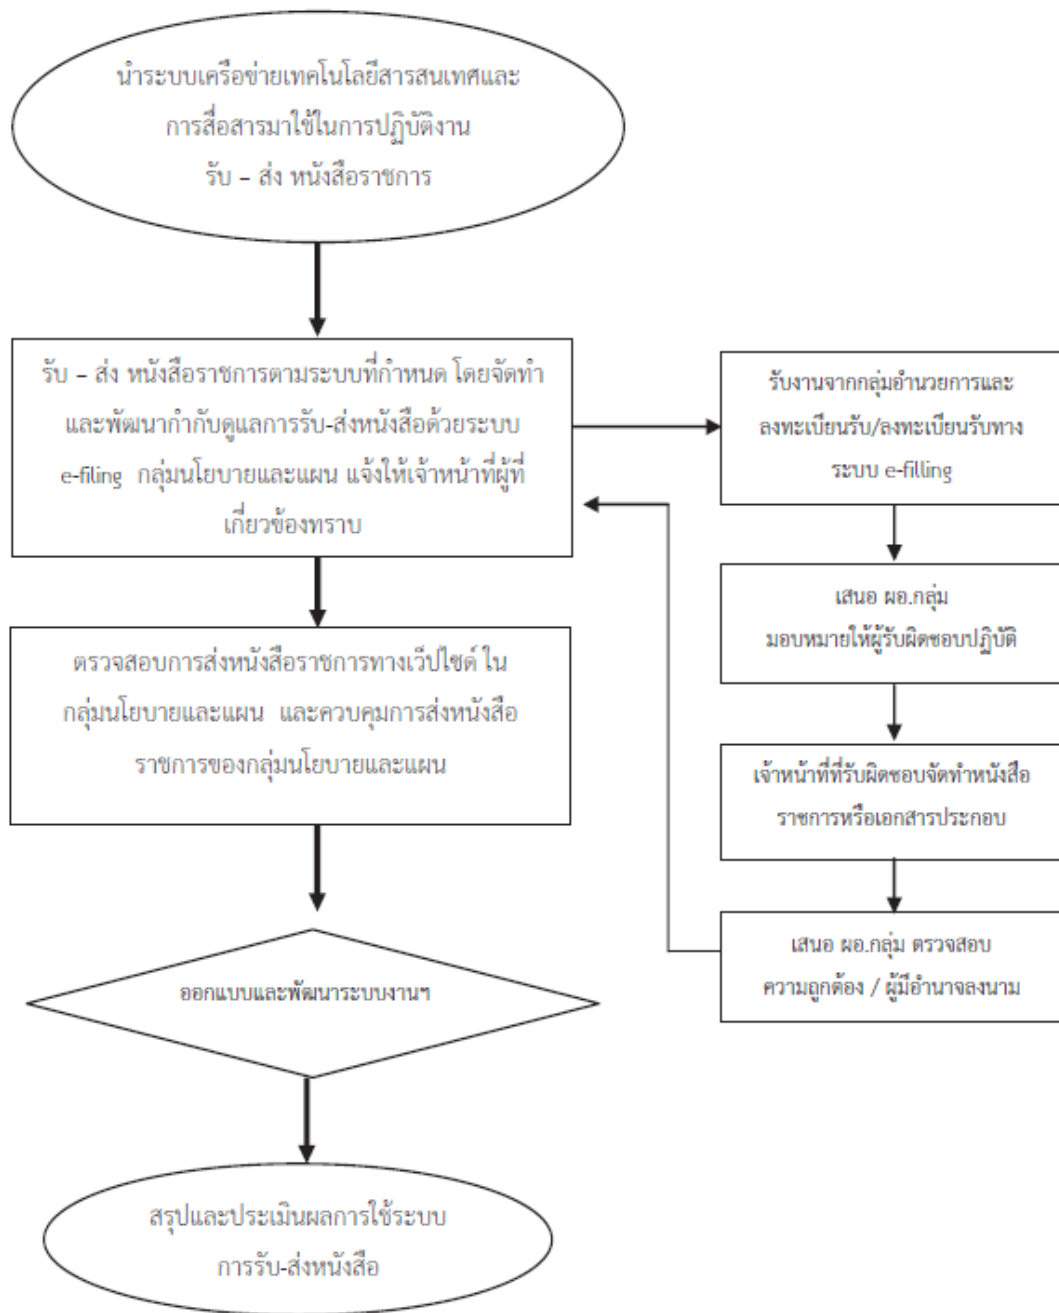 นำระบบเครือข่ายเทคโนโลยีสารสนเทศและ
การสื่อสารมาใช้ในการปฏิบัติงาน
รับ – ส่ง หนังสือราชการ
รับ – ส่ง หนังสือราชการตามระบบที่กำหนด โดยจัดทำ
และพัฒนากำกับดูแลการรับ-ส่งหนังสือด้วยระบบ
e-filing กลุ่มนโยบายและแผน แจ้งให้เจ้าหน้าที่ผู้ที่
เกี่ยวข้องทราบ
รับงานจากกลุ่มอำนวยการและ
ลงทะเบียนรับ/ลงทะเบียนรับทาง
ระบบ e-filling
เสนอ ผอ.กลุ่ม
มอบหมายให้ผู้รับผิดชอบปฏิบัติ
เจ้าหน้าที่ที่รับผิดชอบจัดทำหนังสือ
ราชการหรือเอกสารประกอบ
เสนอ ผอ.กลุ่ม ตรวจสอบ
ความถูกต้อง / ผู้มีอำนาจลงนาม
ตรวจสอบการส่งหนังสือราชการทางเว็ปไซด์ ใน
กลุ่มนโยบายและแผน และควบคุมการส่งหนังสือ
ราชการของกลุ่มนโยบายและแผน
ออกแบบและพัฒนาระบบงานฯ
สรุปและประเมินผลการใช้ระบบ
การรับ-ส่งหนังสือ